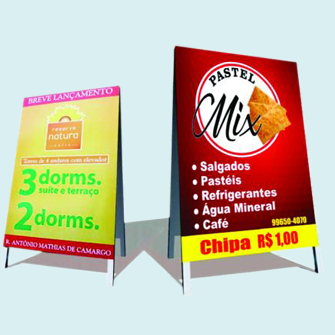 BREVE LANÇAMENTO
reserva
natura
Torres de 4 andares com elevador
3 dorms.
suíte e terraço
2 dorms.
R. ANTÔNIO MATHIAS DE CAMARGO
PASTEL
Mix
• Salgados
• Pastéis
• Refrigerantes
• Água Mineral
• Café
99650-4070
Chipa R$ 1,00